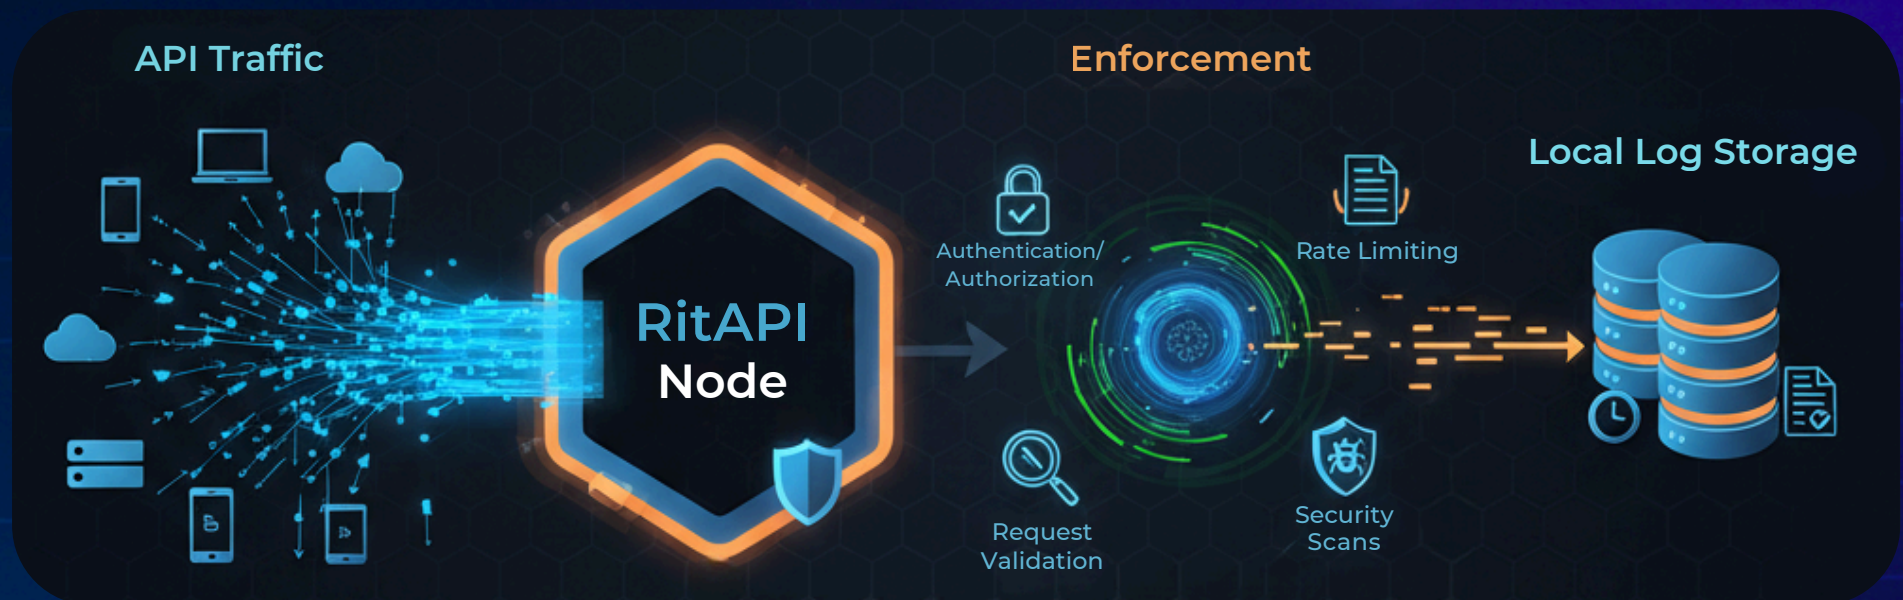 API Traffic
Enforcement
Local Log Storage
Authentication/
Authorization
Rate Limiting
RitAPI
Node
Request
Validation
Security
Scans